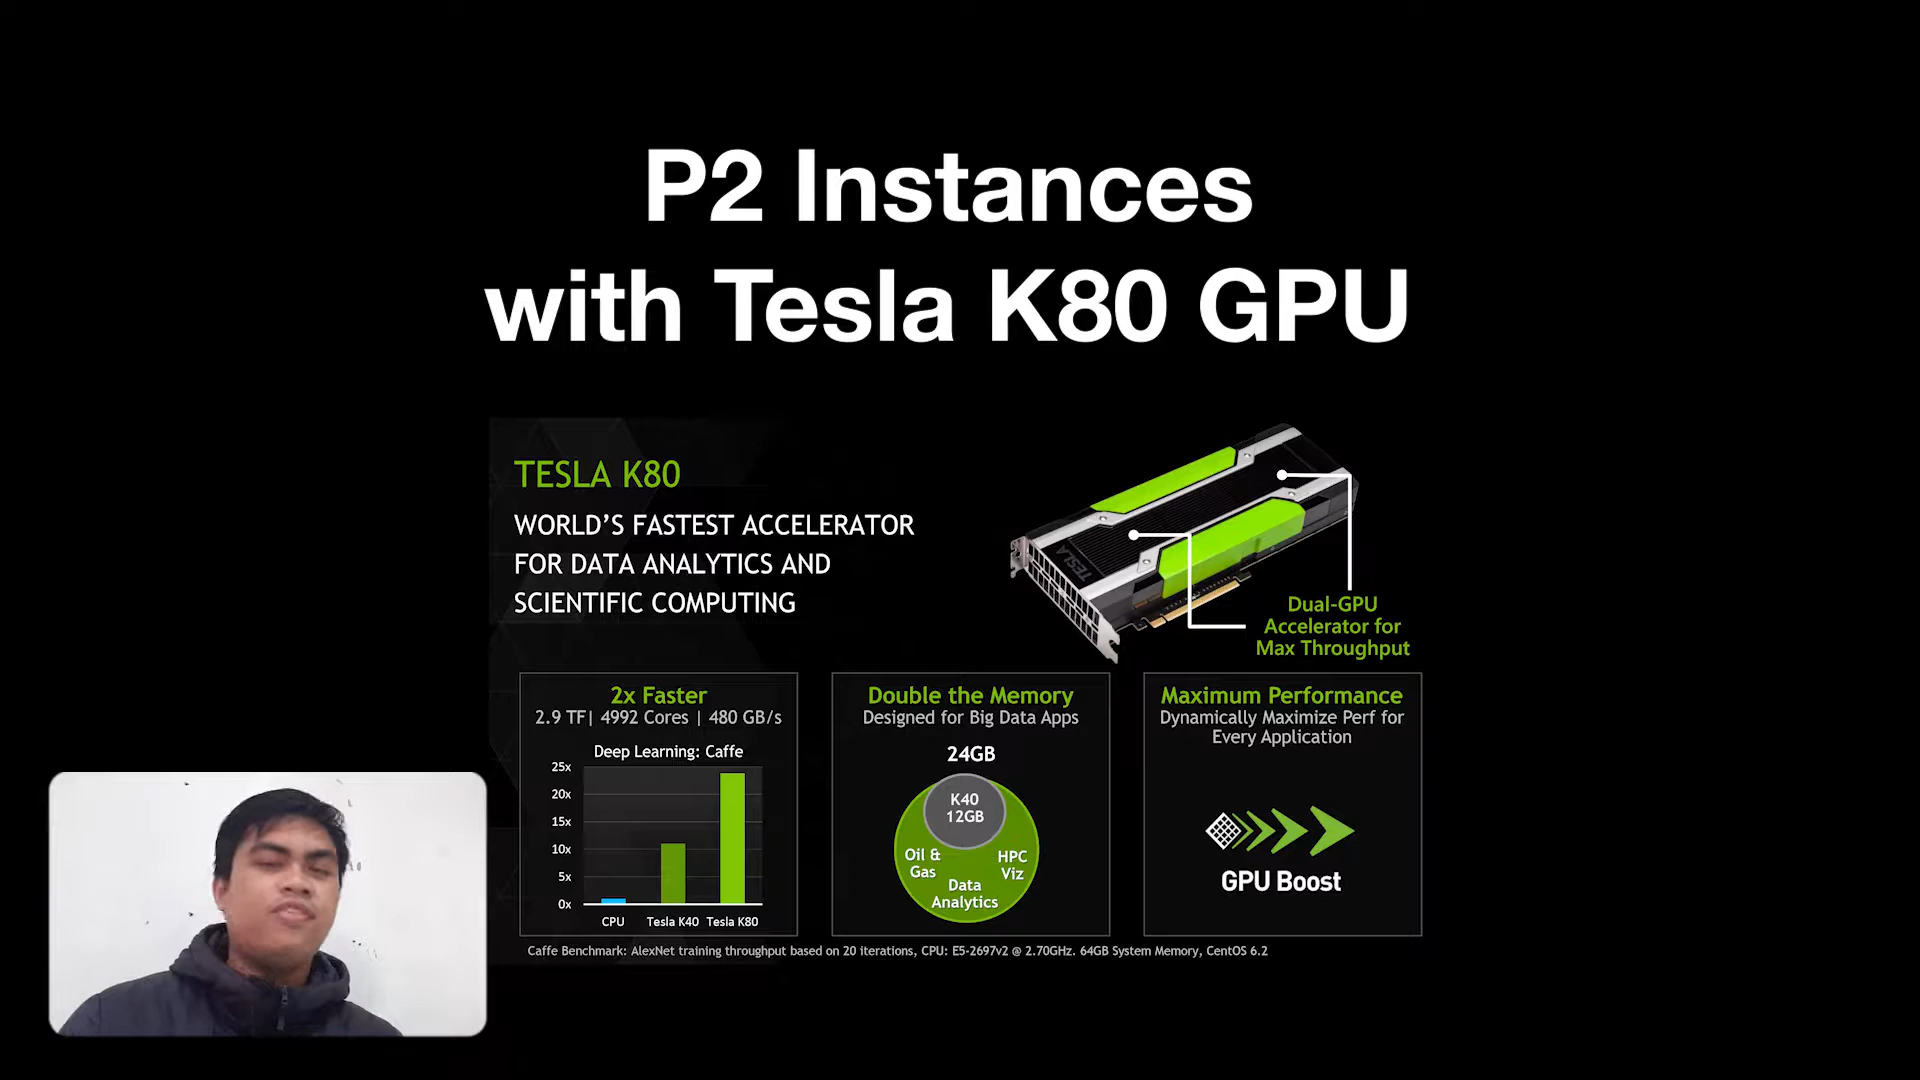 P2 Instances
with Tesla K80 GPU
TESLA K80
WORLD’S FASTEST ACCELERATOR
FOR DATA ANALYTICS AND
SCIENTIFIC COMPUTING
TESLA
Dual-GPU
Accelerator for
Max Throughput
2x Faster
2.9 TF| 4992 Cores | 480 GB/s
Deep Learning: Caffe
25x
20x
15x
10x
5x
0x
CPU
Tesla K40
Tesla K80
Double the Memory
Designed for Big Data Apps
24GB
K40
12GB
Oil &
Gas
HPC
Viz
Data
Analytics
Maximum Performance
Dynamically Maximize Perf for
Every Application
GPU Boost
Caffe Benchmark: AlexNet training throughput based on 20 iterations, CPU: E5-2697v2 @ 2.70GHz. 64GB System Memory, CentOS 6.2